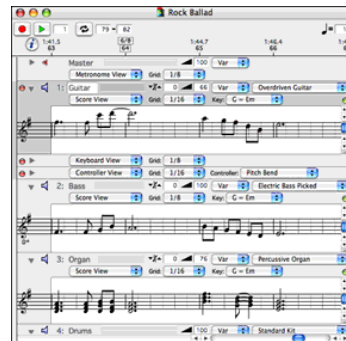 Rock Ballad
1 79 - 82
1:41.5 6/8 1:44.7 1:46.4
63 64 65 66
Master 100 Var
Metronome View Grid: 1/8
1: Guitar 0 66 Var Overdriven Guitar
Score View Grid: 1/16 Key: G = Em
Keyboard View Grid: 1/8
Controller View Grid: 1/16 Controller: Pitch Bend
2: Bass 0 100 Var Electric Bass Picked
Score View Grid: 1/16 Key: G = Em
3: Organ 0 76 Var Percussive Organ
Score View Grid: 1/16 Key: G = Em
4: Drums 100 Var Standard Kit